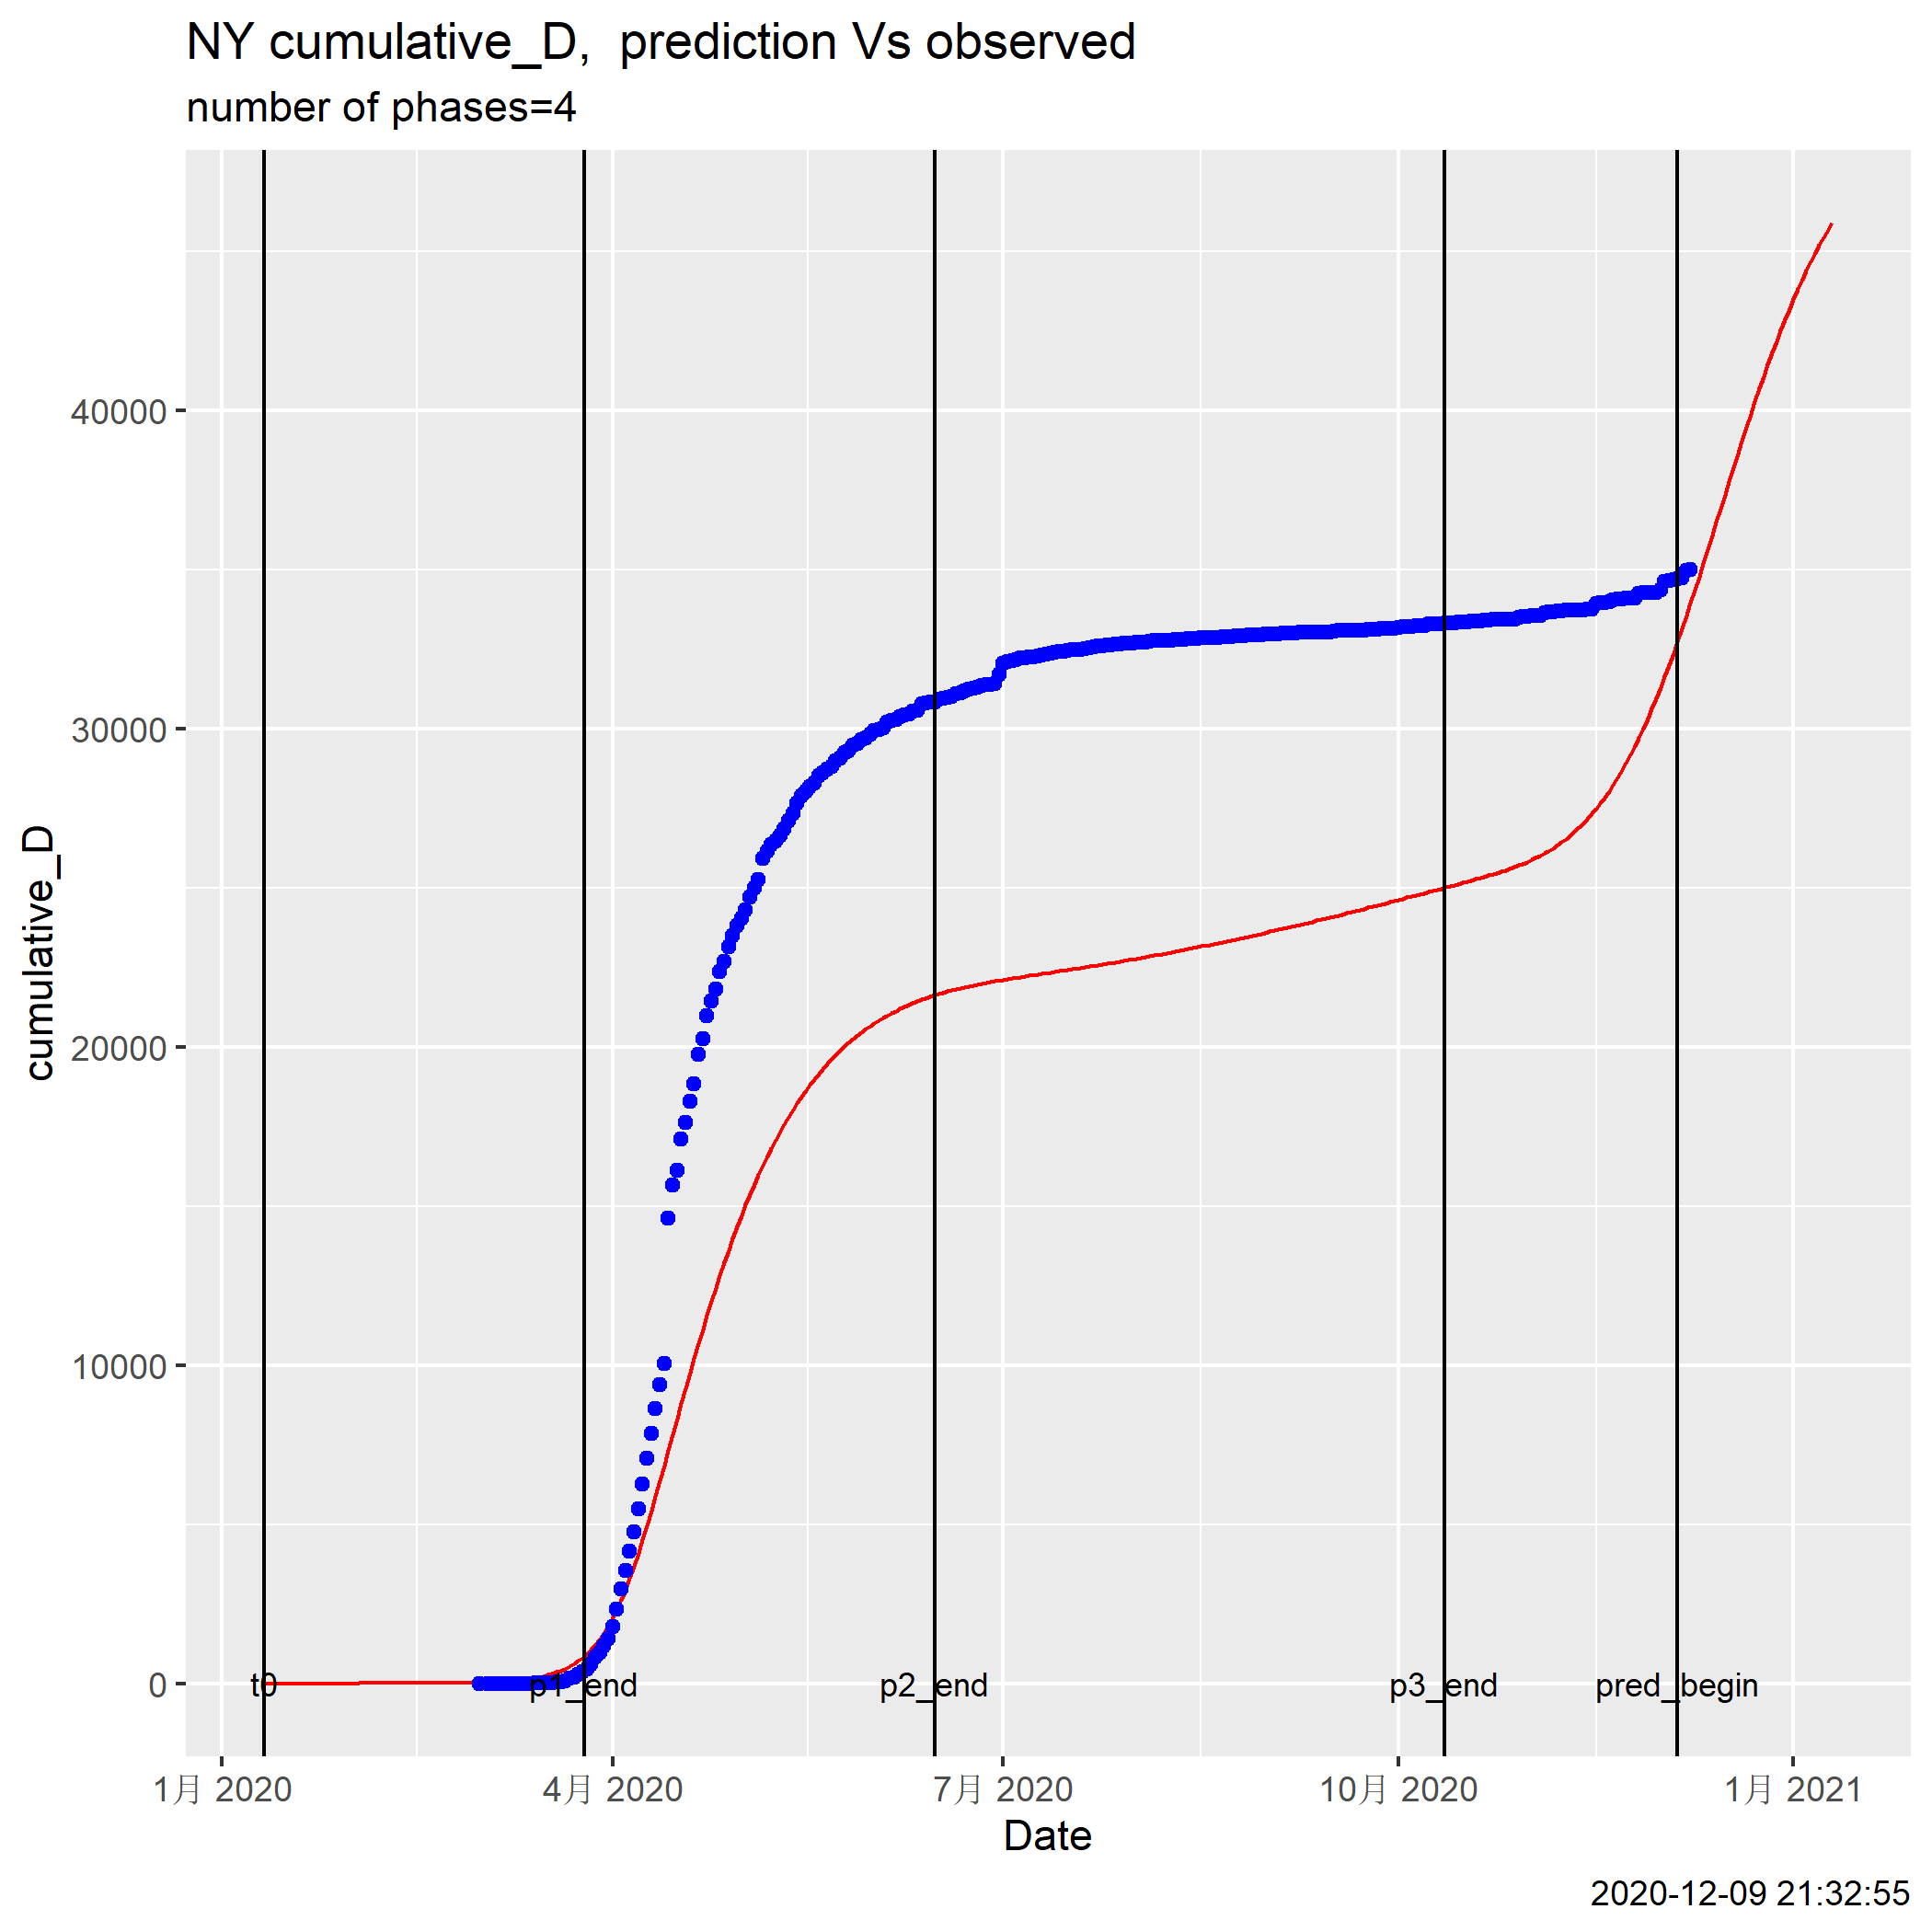 NY cumulative_D,  prediction Vs observed
number of phases=4
cumulative_D
40000
30000
20000
10000
0
t0
p1_end
p2_end
p3_end
pred_begin
1月 2020
4月 2020
7月 2020
10月 2020
1月 2021
Date
2020-12-09 21:32:55